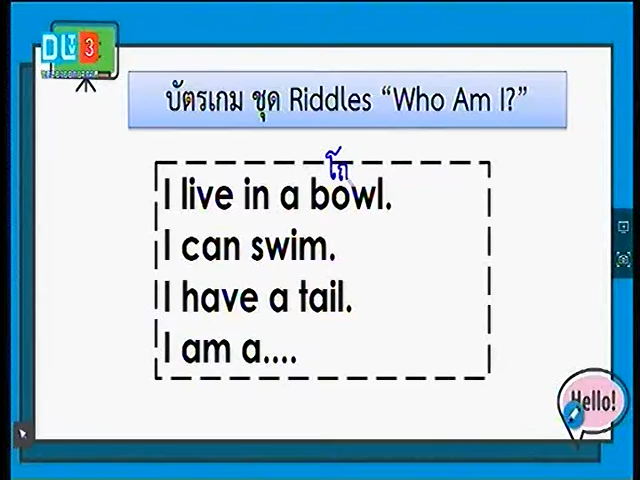 DLTV 3
บัตรเกม ชุด Riddles “Who Am I?”
โถ
I live in a bowl.
I can swim.
I have a tail.
I am a....
Hello!